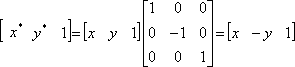 [ x* y* 1] = [x y 1] [1 0 0
0 -1 0
0 0 1] = [x -y 1]